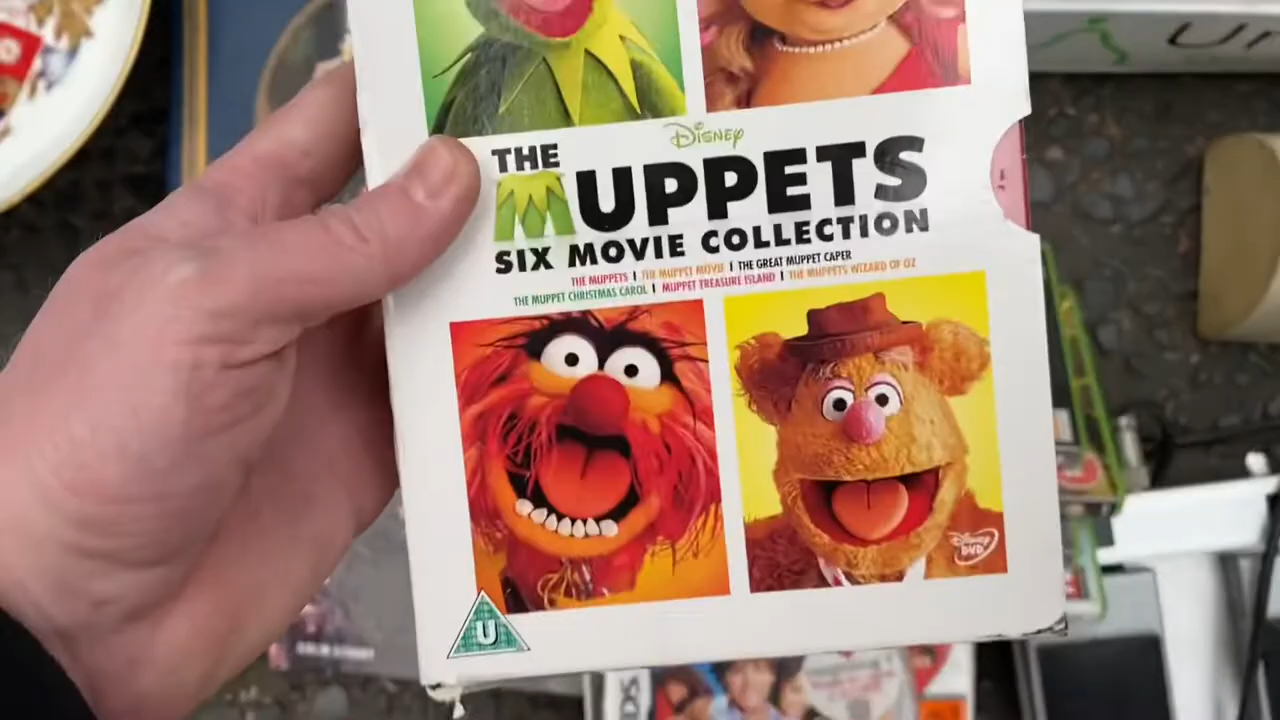 Disney
THE
MUPPETS
SIX MOVIE COLLECTION
THE MUPPETS | THE MUPPET MOVIE | THE GREAT MUPPET CAPER
THE MUPPET CHRISTMAS CAROL | MUPPET TREASURE ISLAND | THE MUPPETS WIZARD OF OZ
Disney
DVD
U
DS